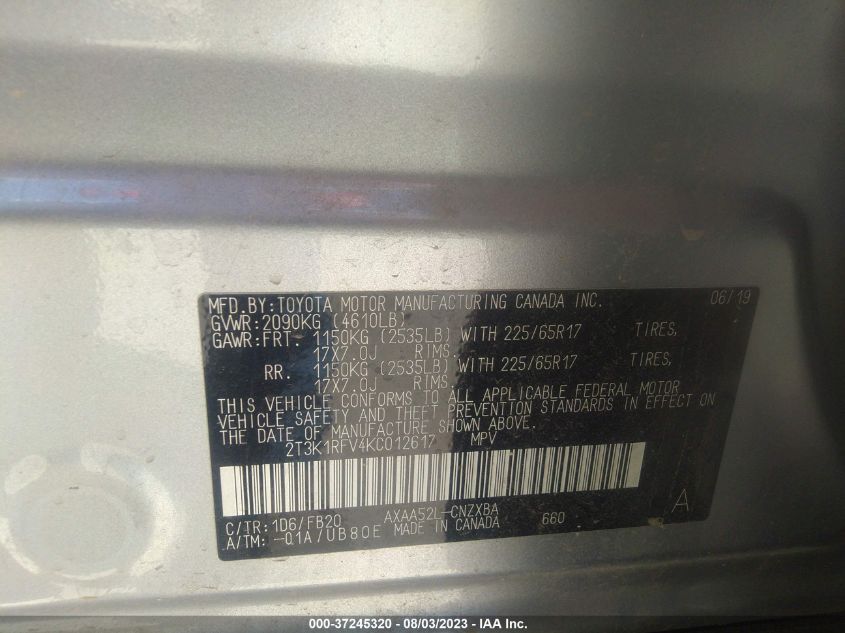 MFD.BY:TOYOTA MOTOR MANUFACTURING CANADA INC. 06/19
GVWR:2090KG (4610LB)
GAWR:FRT. 1150KG (2535LB) WITH 225/65R17 TIRES,
17X7.0J RIMS.
RR. 1150KG (2535LB) WITH 225/65R17 TIRES,
17X7.0J RIMS.
THIS VEHICLE CONFORMS TO ALL APPLICABLE FEDERAL MOTOR
VEHICLE SAFETY AND THEFT PREVENTION STANDARDS IN EFFECT ON
THE DATE OF MANUFACTURE SHOWN ABOVE.
2T3K1RFV4KC012617 MPV
C/TR:1D6/FB20 AXAA52L-CNZXBA 660 A
A/TM:-01A/UB80E MADE IN CANADA
000-37245320 - 08/03/2023 - IAA Inc.